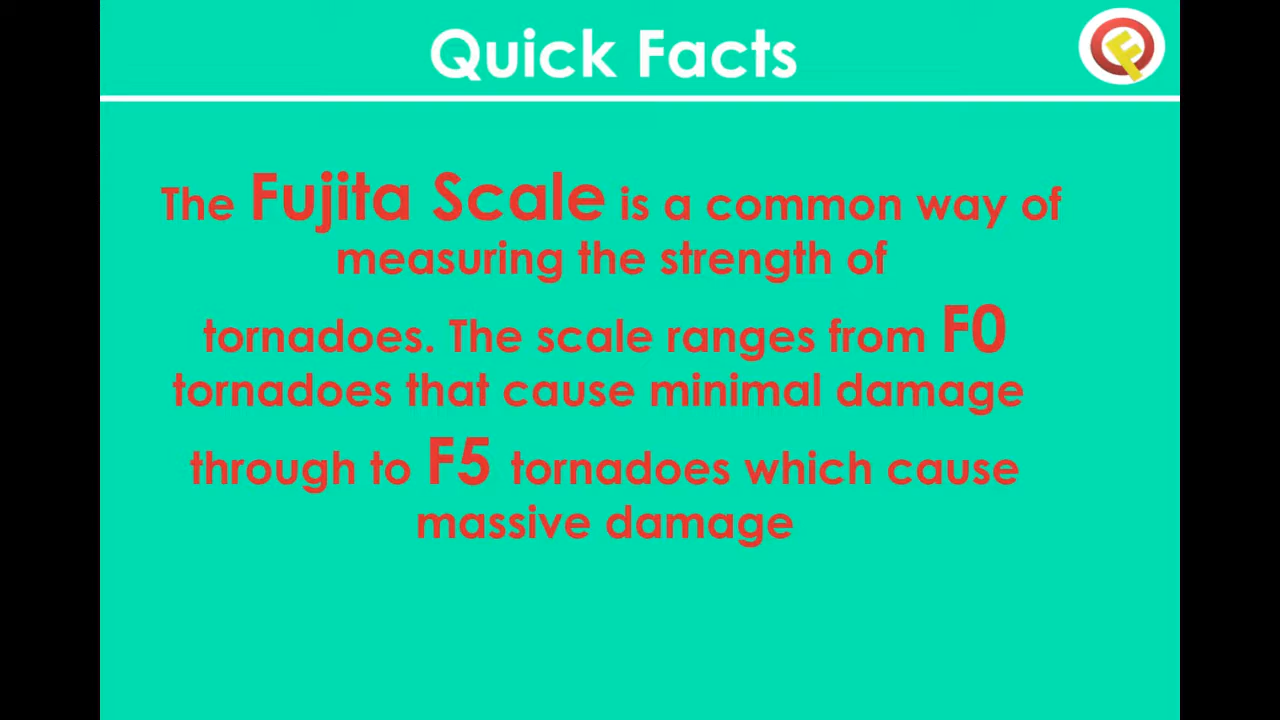 Quick Facts
The Fujita Scale is a common way of
measuring the strength of
tornadoes. The scale ranges from F0
tornadoes that cause minimal damage
through to F5 tornadoes which cause
massive damage